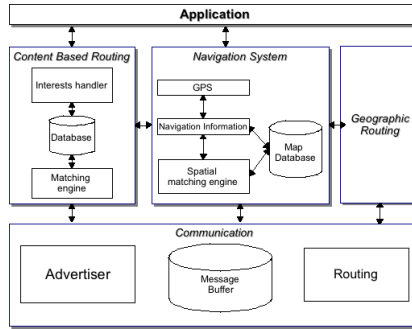 Application
Content Based Routing
Interests handler
Database
Matching
engine
Navigation System
GPS
Navigation Information
Spatial
matching engine
Map
Database
Geographic
Routing
Communication
Advertiser
Message
Buffer
Routing